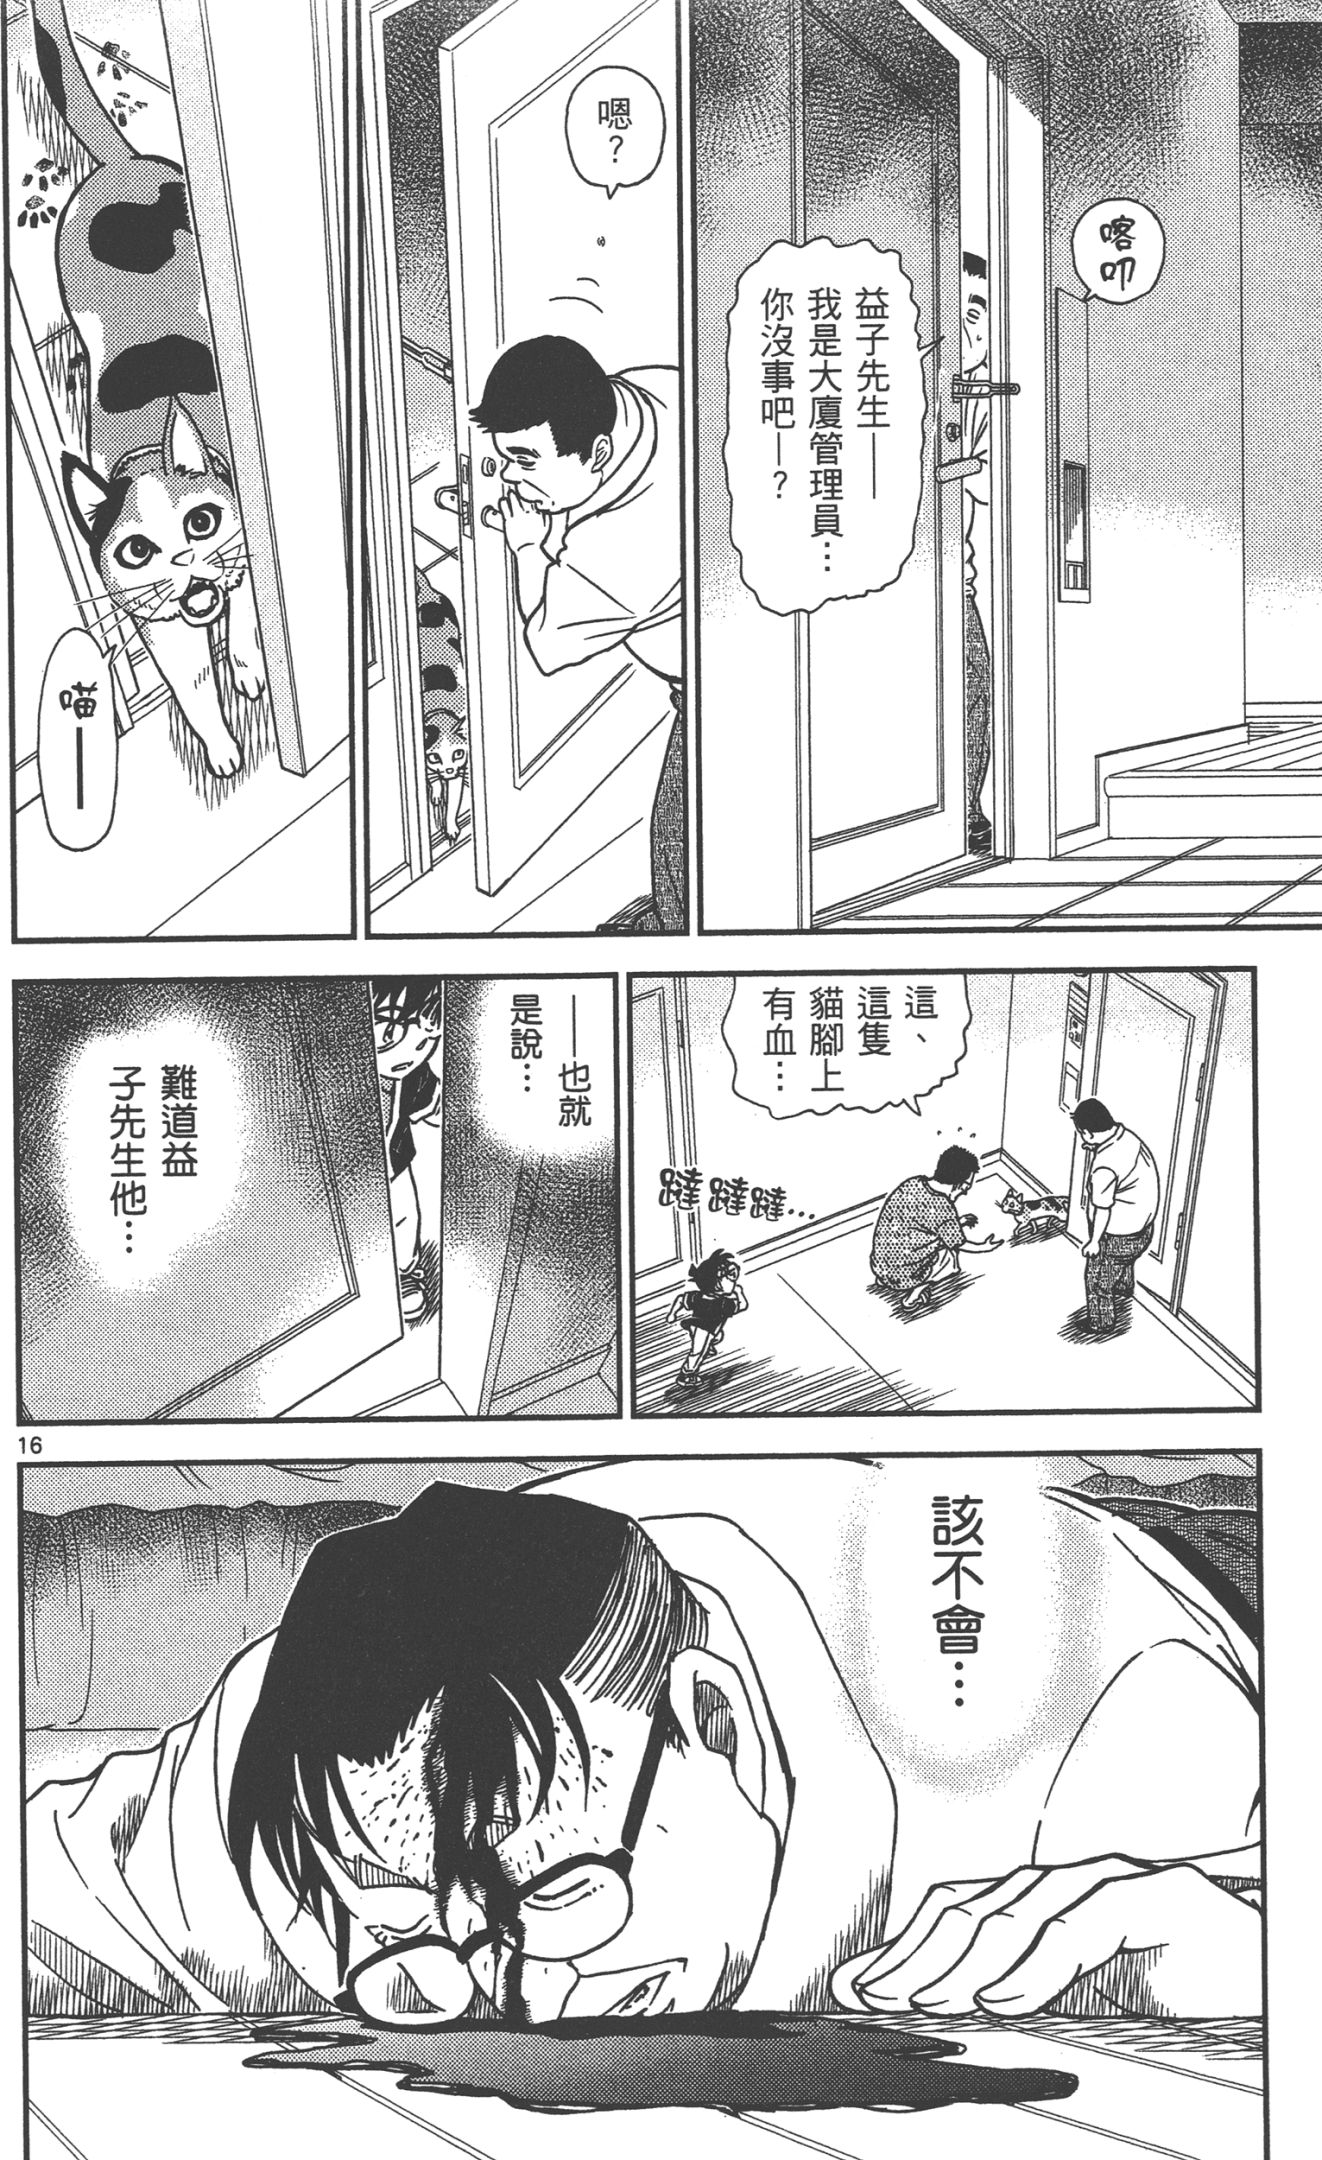 喀叩
益子先生——
我是大廈管理員…
你沒事吧—？
嗯？
喵——
這、
這隻
貓腳上
有血…
躂躂躂…
——也就
是說…
難道益
子先生他…
16
該不會…